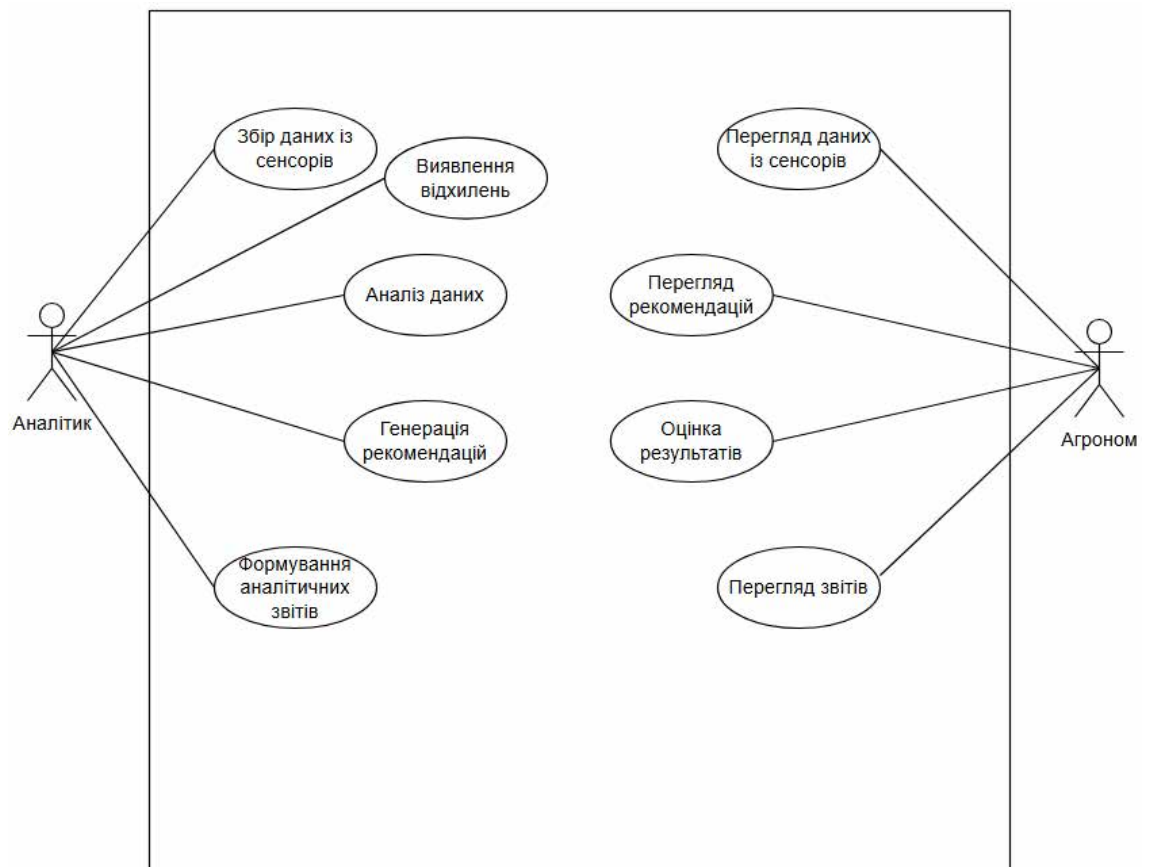 Збір даних із
сенсорів
Виявлення
відхилень
Перегляд даних
із сенсорів
Аналіз даних
Перегляд
рекомендацій
Аналітик
Генерація
рекомендацій
Оцінка
результатів
Агроном
Формування
аналітичних
звітів
Перегляд звітів